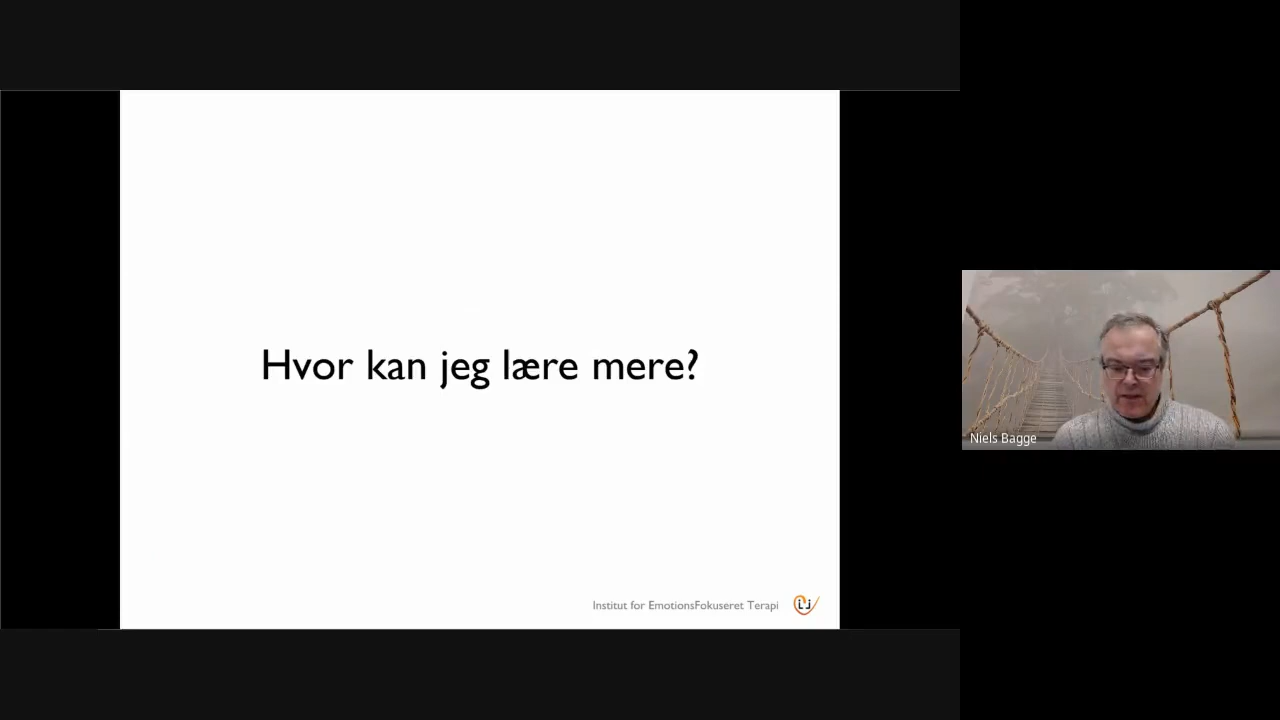 Hvor kan jeg lære mere?
Institut for EmotionsFokuseret Terapi
Niels Bagge